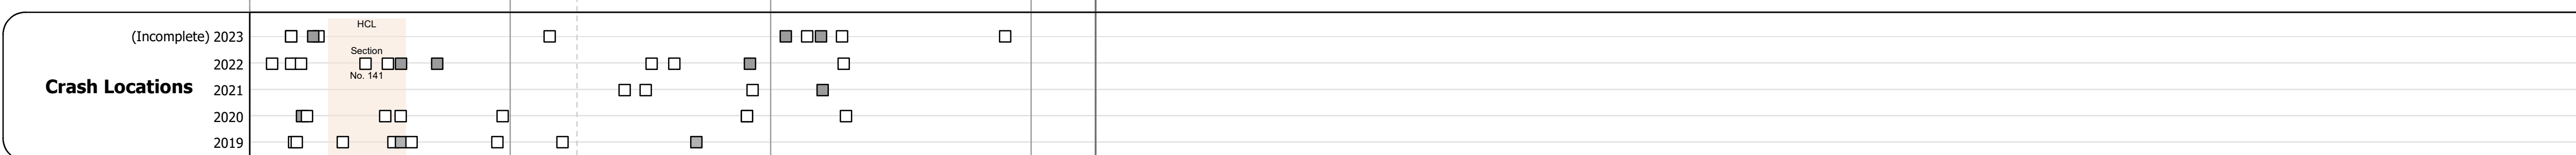 HCL
(Incomplete) 2023
Section
2022
No. 141
Crash Locations
2021
2020
2019